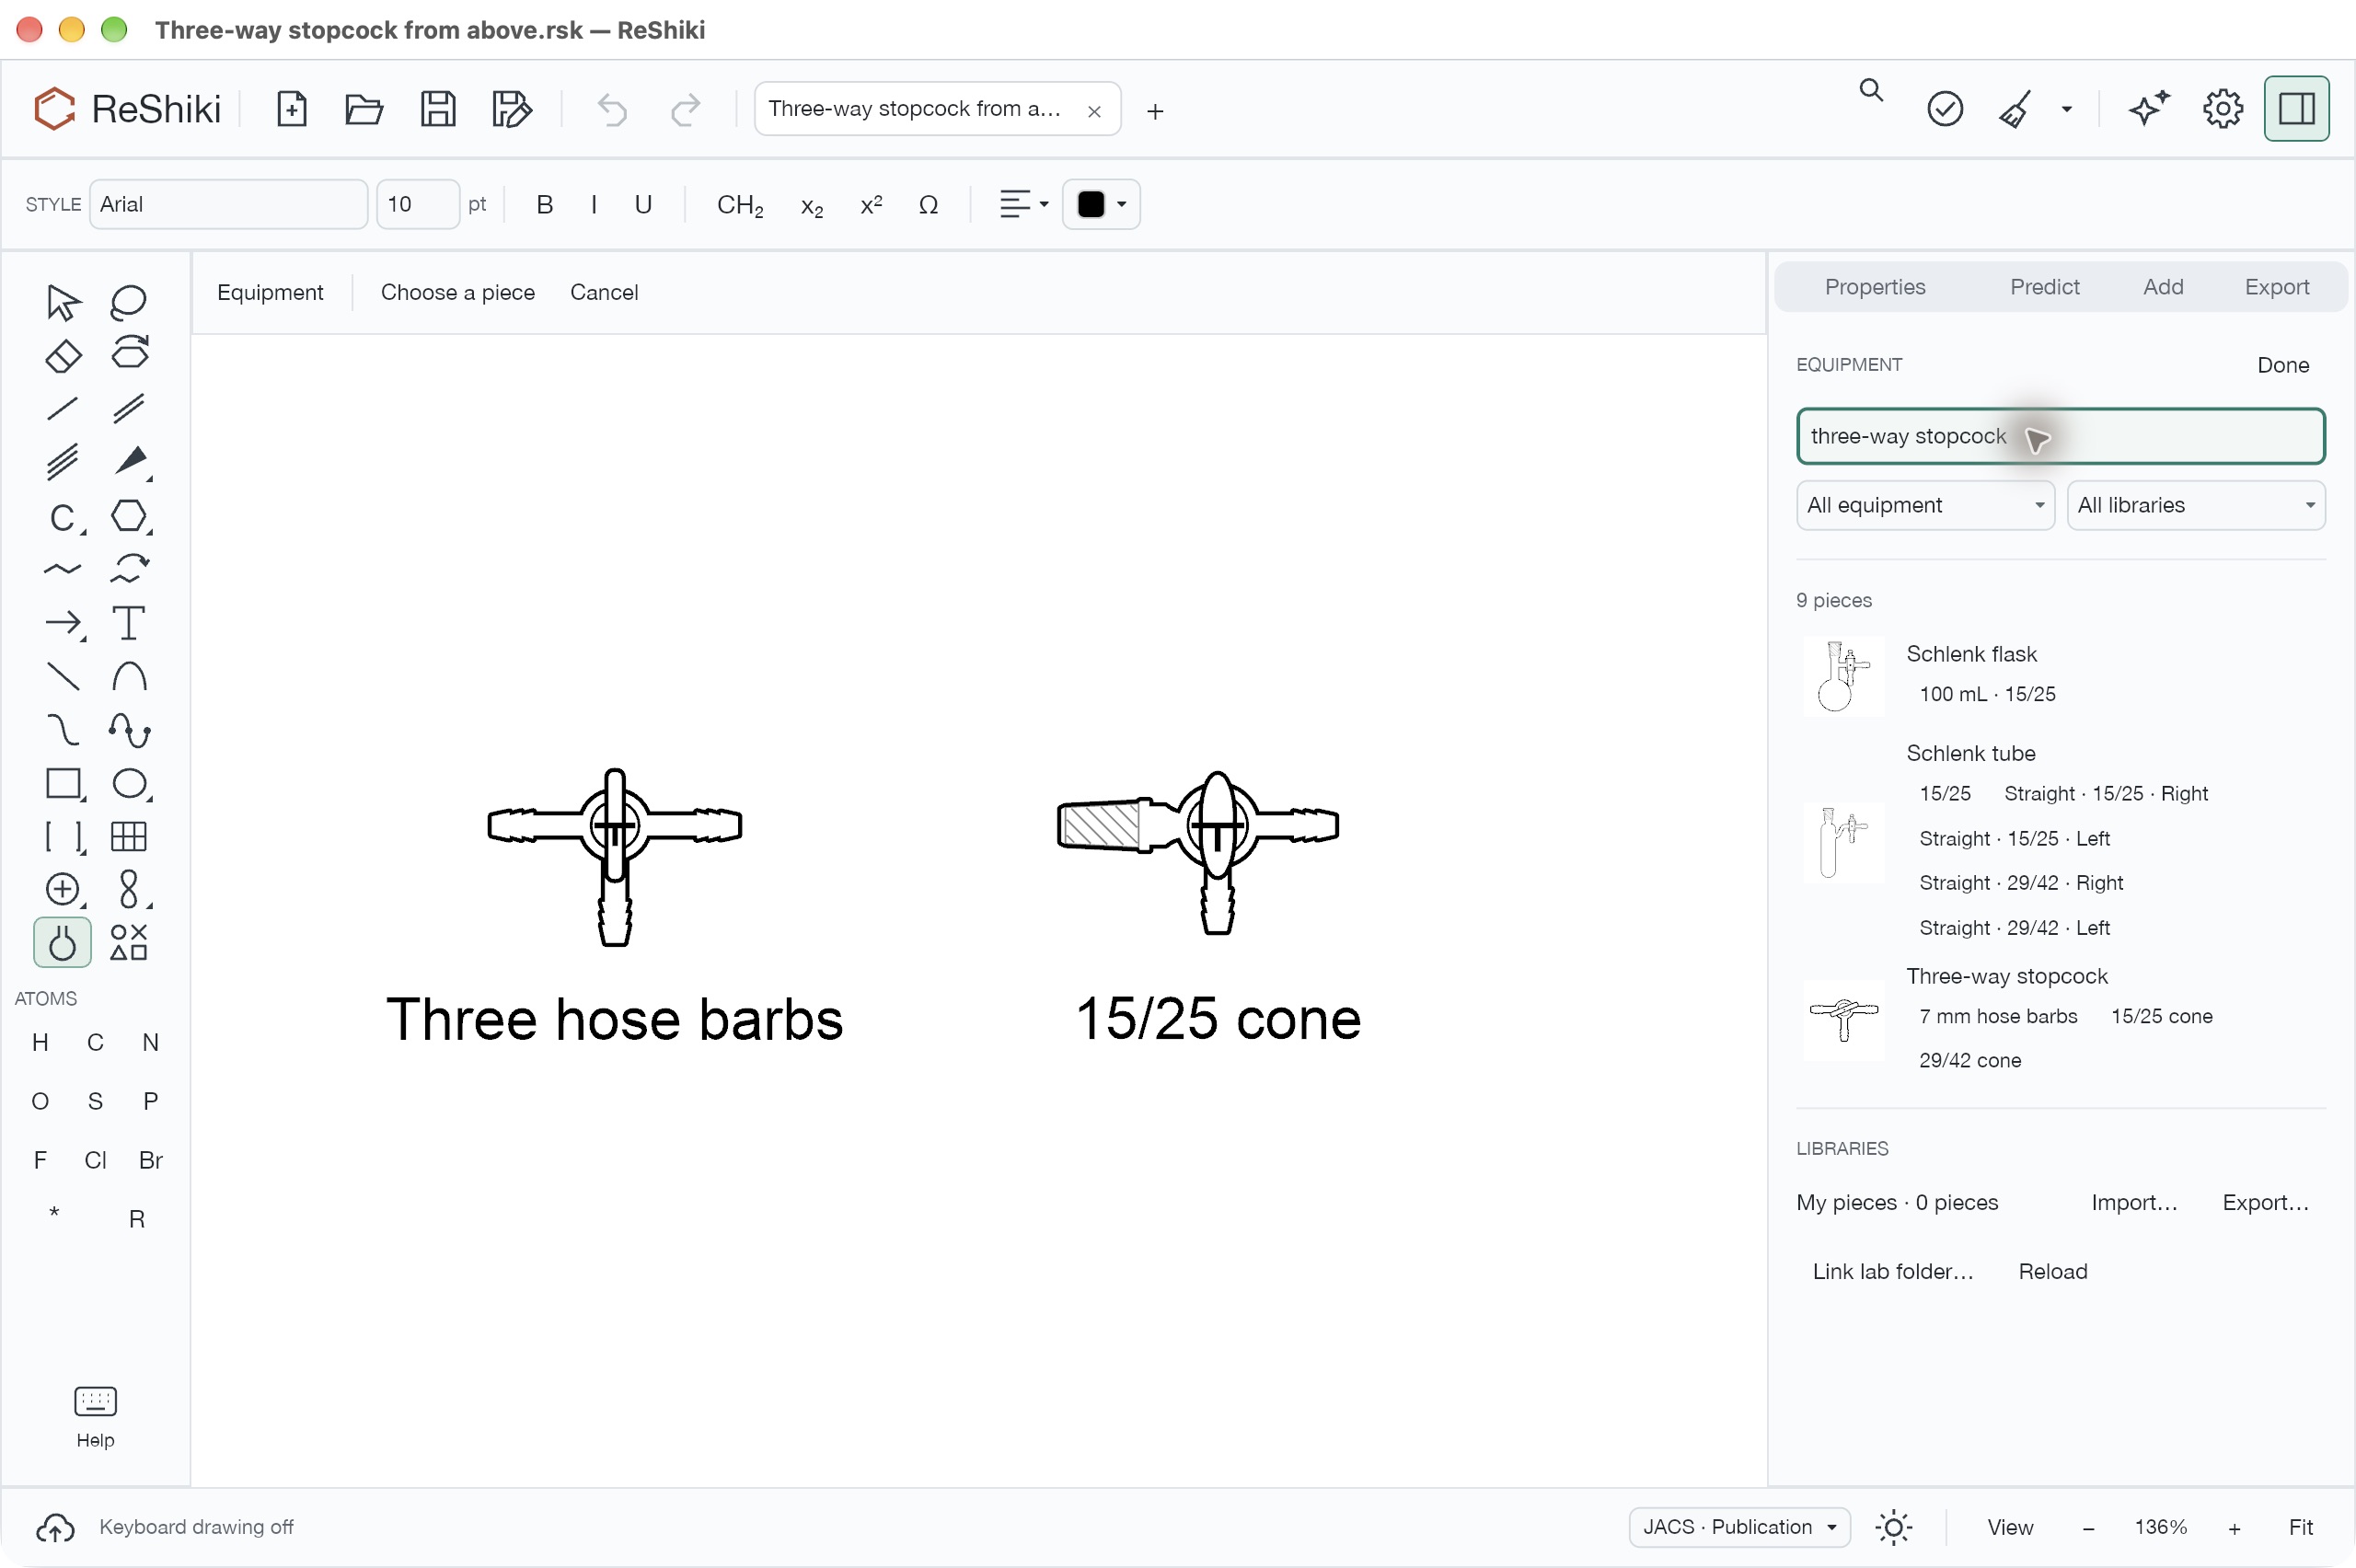 Three-way stopcock from above.rsk — ReShiki
ReShiki
Three-way stopcock from a...
STYLE Arial 10 pt B I U CH₂ x₂ x² Ω
Equipment Choose a piece Cancel
Properties Predict Add Export
EQUIPMENT Done
three-way stopcock
All equipment All libraries
9 pieces
Schlenk flask
100 mL · 15/25
Schlenk tube
15/25 Straight · 15/25 · Right
Straight · 15/25 · Left
Straight · 29/42 · Right
Straight · 29/42 · Left
Three-way stopcock
7 mm hose barbs 15/25 cone
29/42 cone
LIBRARIES
My pieces · 0 pieces Import... Export...
Link lab folder... Reload
C
T
Three hose barbs 15/25 cone
ATOMS
H C N
O S P
F Cl Br
* R
Help
Keyboard drawing off
JACS · Publication View − 136% + Fit